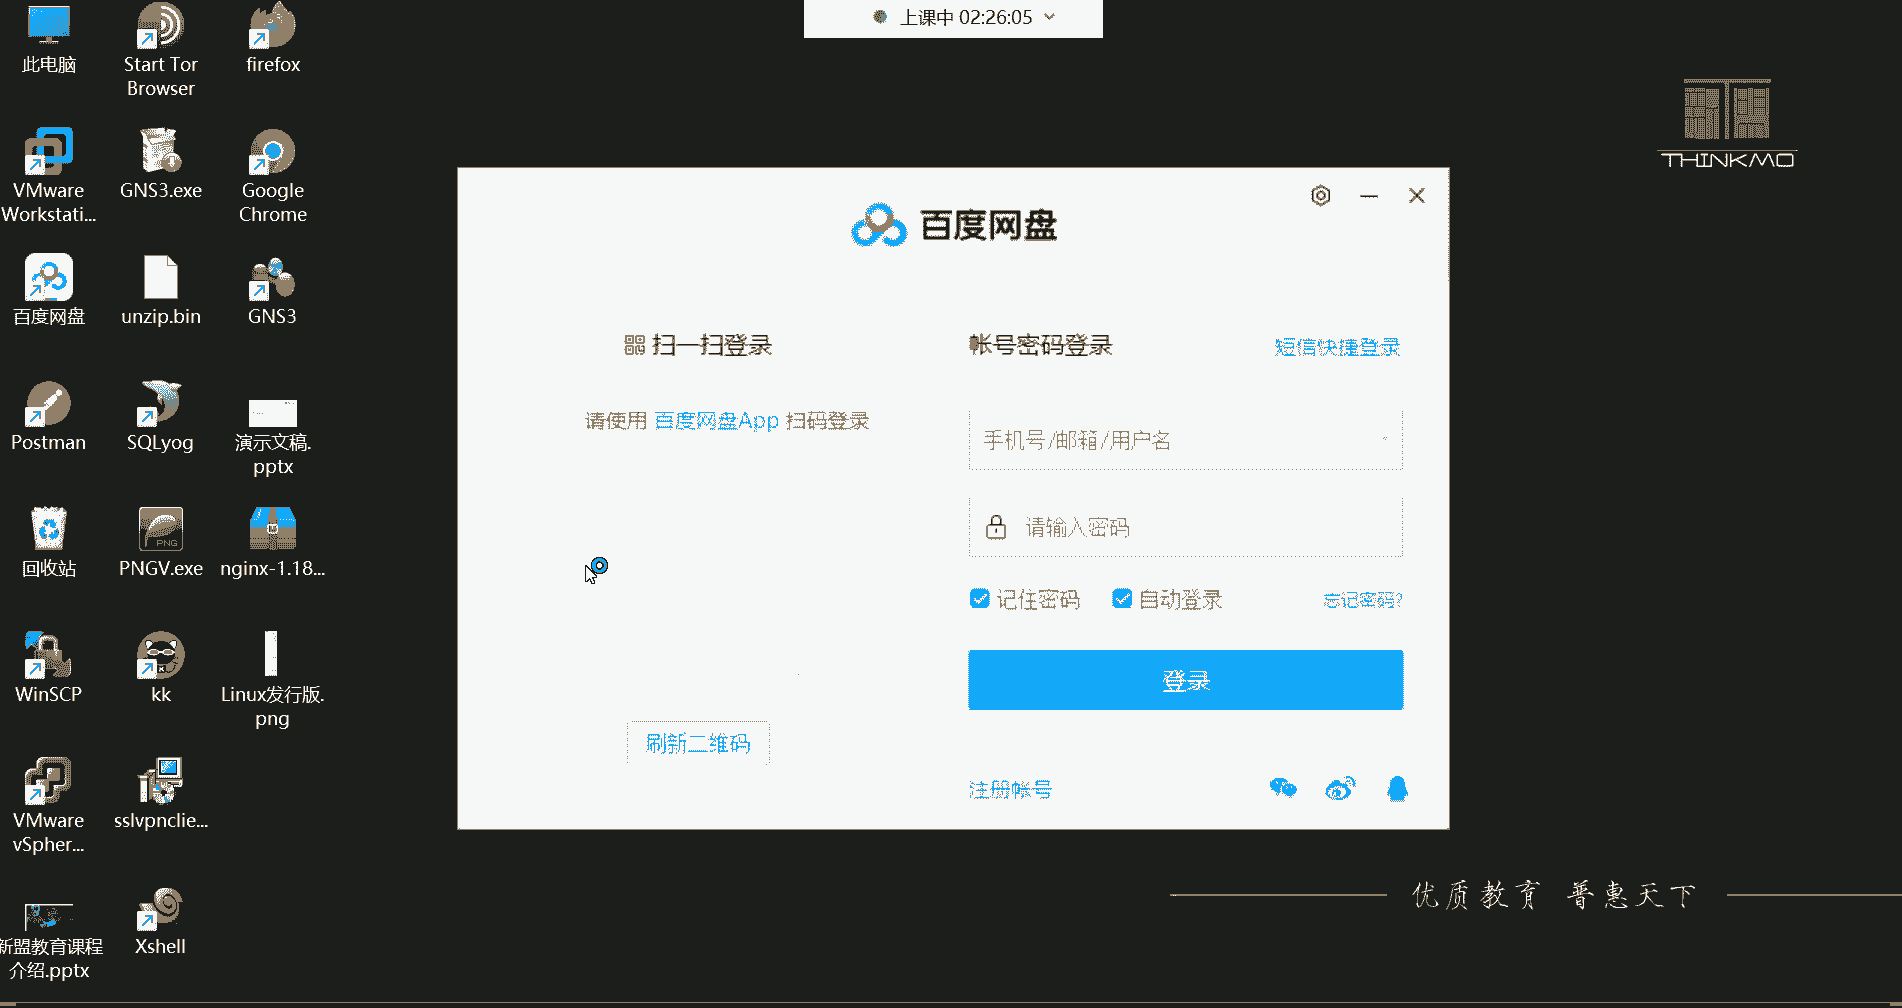 上课中 02:26:05
此电脑
Start Tor
Browser
firefox
THINKMO
VMware
Workstati...
GNS3.exe
Google
Chrome
百度网盘
unzip.bin
GNS3
Postman
SQLyog
演示文稿.
pptx
回收站
PNG
PNGV.exe
nginx-1.18...
WinSCP
kk
Linux发行版.
png
VMware
vSpher...
sslvpnclie...
新盟教育课程
介绍.pptx
Xshell
百度网盘
扫一扫登录
请使用 百度网盘App 扫码登录
刷新二维码
帐号密码登录
短信快捷登录
手机号/邮箱/用户名
请输入密码
记住密码
自动登录
忘记密码?
登录
注册帐号
优质教育 普惠天下